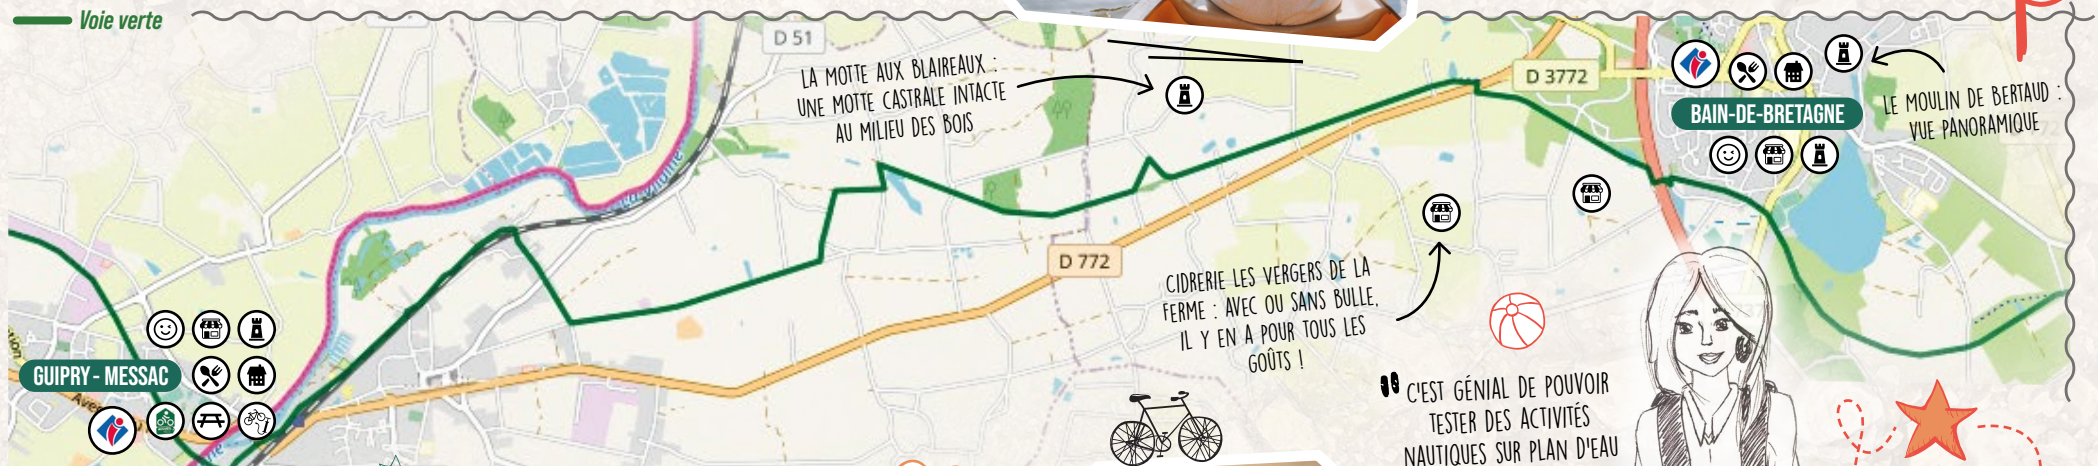 Voie verte
D 51
LA MOTTE AUX BLAIREAUX :
UNE MOTTE CASTRALE INTACTE
AU MILIEU DES BOIS
D 3772
BAIN-DE-BRETAGNE
LE MOULIN DE BERTAUD :
VUE PANORAMIQUE
La Vilaine
D 772
CIDRERIE LES VERGERS DE LA
FERME : AVEC OU SANS BULLE,
IL Y EN A POUR TOUS LES
GOÛTS !
GUIPRY - MESSAC
C'EST GÉNIAL DE POUVOIR
TESTER DES ACTIVITÉS
NAUTIQUES SUR PLAN D'EAU